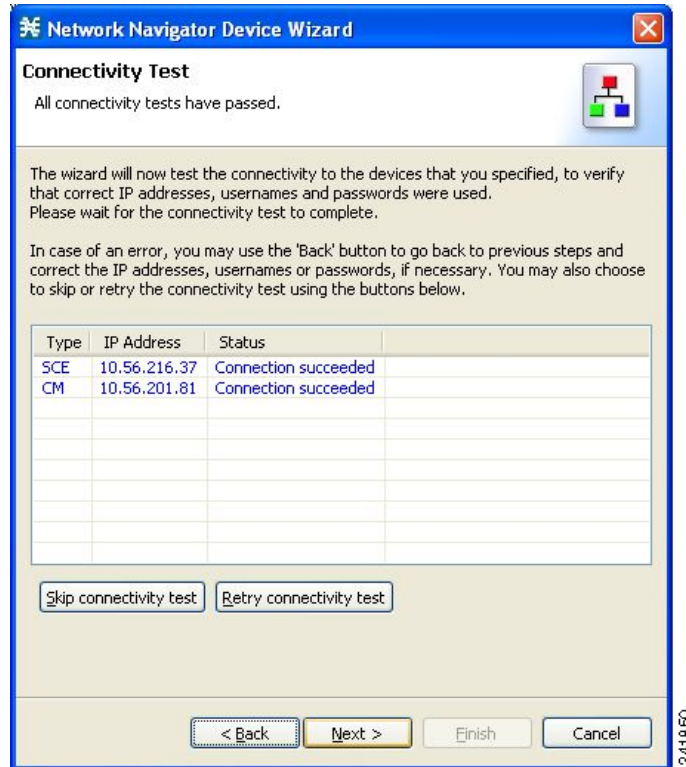 Network Navigator Device Wizard
Connectivity Test
All connectivity tests have passed.
The wizard will now test the connectivity to the devices that you specified, to verify
that correct IP addresses, usernames and passwords were used.
Please wait for the connectivity test to complete.
In case of an error, you may use the 'Back' button to go back to previous steps and
correct the IP addresses, usernames or passwords, if necessary. You may also choose
to skip or retry the connectivity test using the buttons below.
Type IP Address Status
SCE 10.56.216.37 Connection succeeded
CM 10.56.201.81 Connection succeeded
Skip connectivity test Retry connectivity test
< Back Next > Finish Cancel